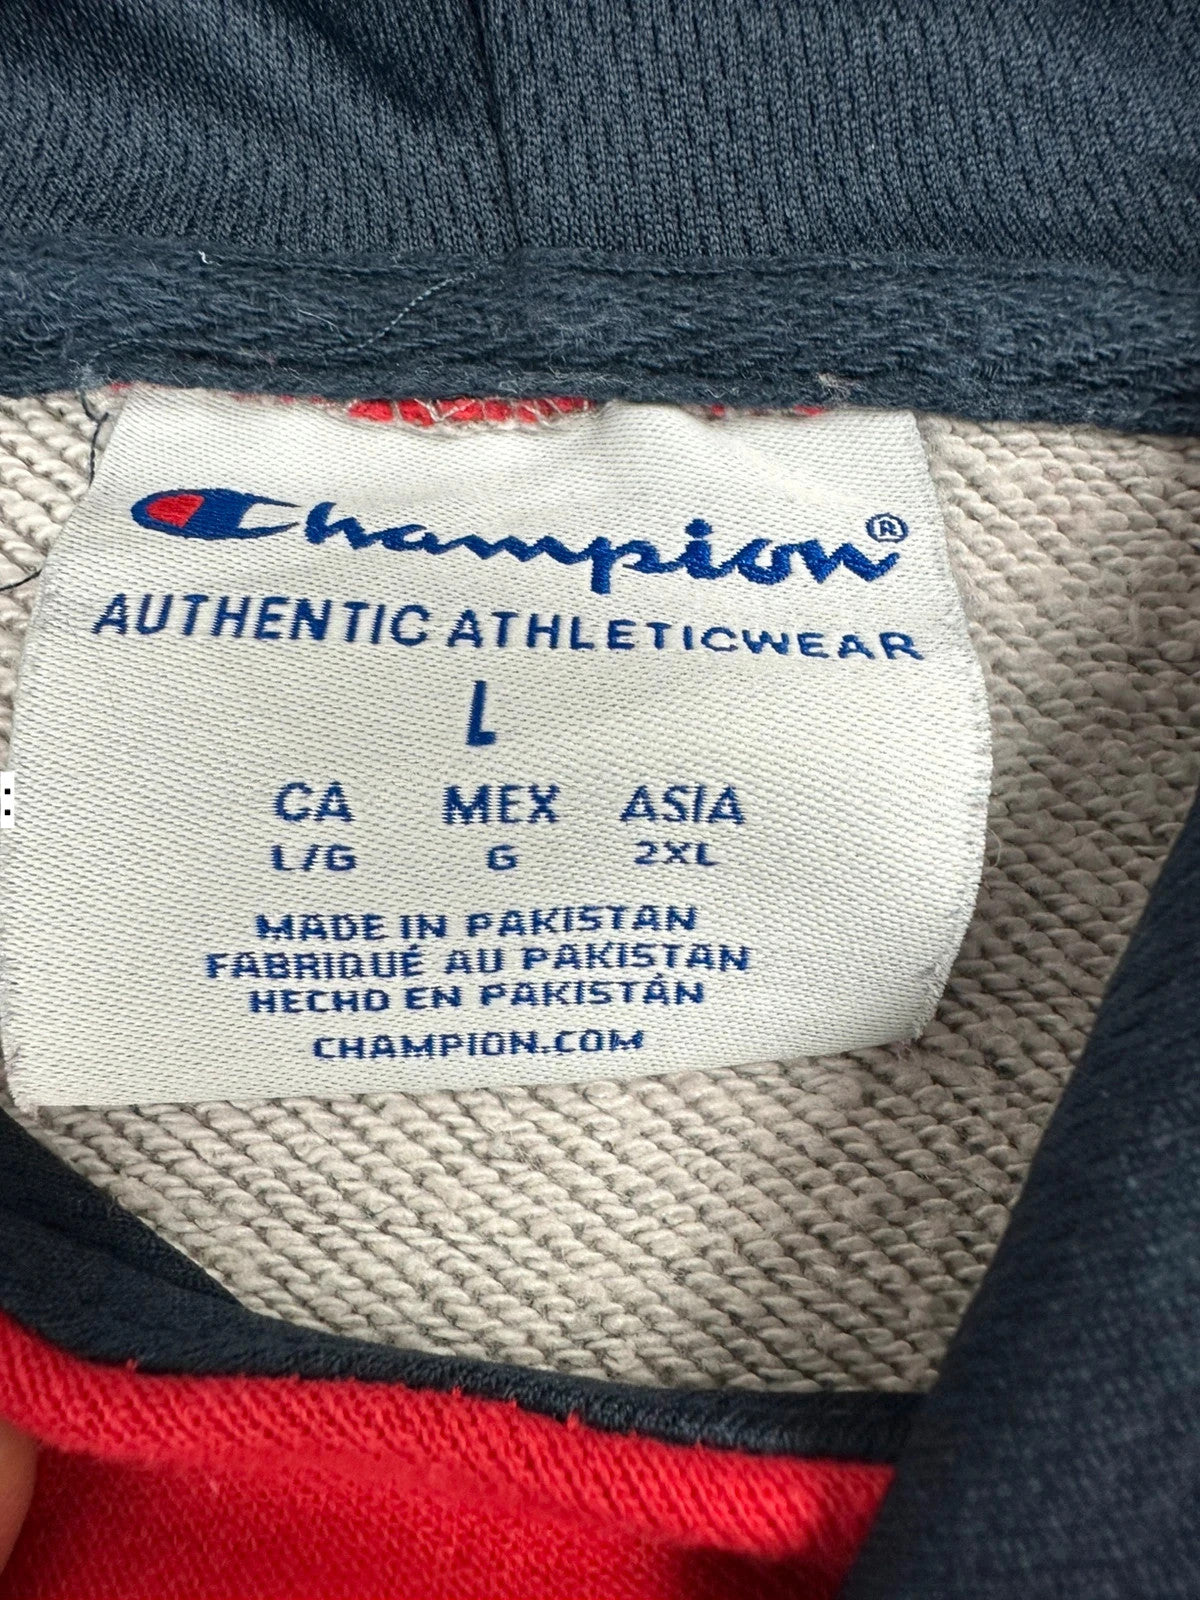 Champion®
AUTHENTIC ATHLETICWEAR
L
CA MEX ASIA
L/G G 2XL
MADE IN PAKISTAN
FABRIQUÉ AU PAKISTAN
HECHO EN PAKISTÁN
CHAMPION.COM